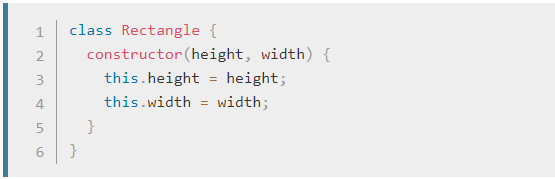 1 class Rectangle {
2   constructor(height, width) {
3     this.height = height;
4     this.width = width;
5   }
6 }